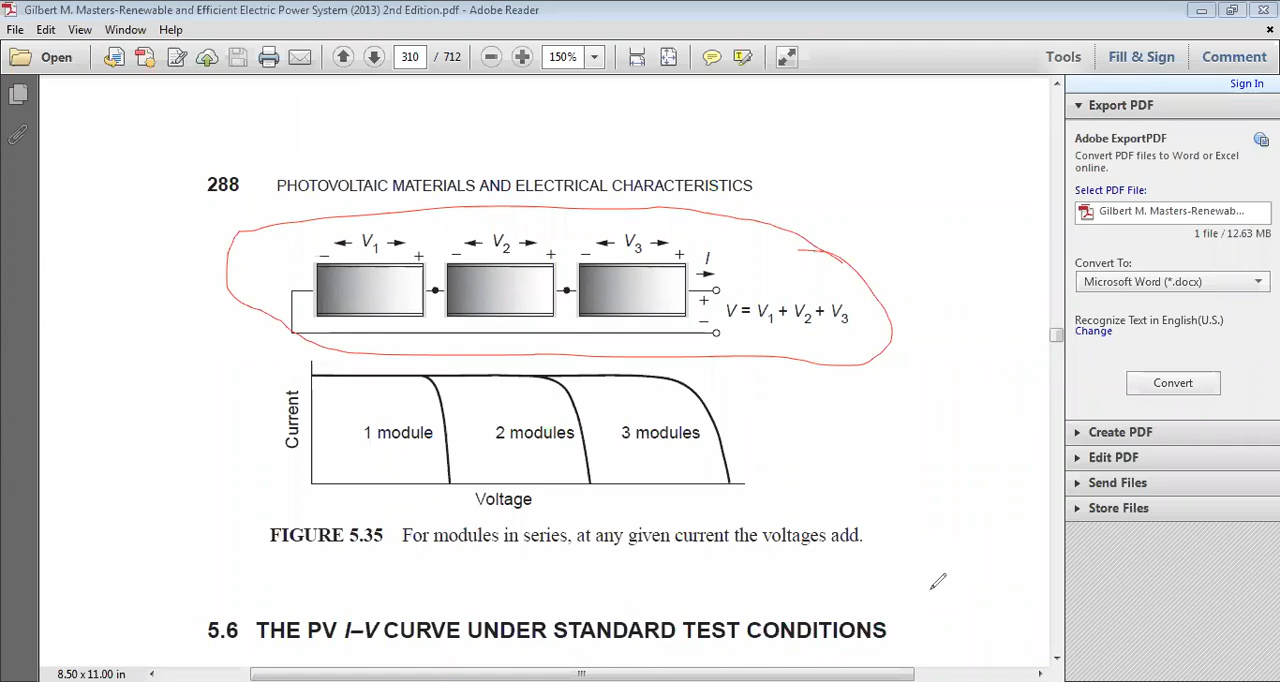 Gilbert M. Masters-Renewable and Efficient Electric Power System (2013) 2nd Edition.pdf - Adobe Reader
File Edit View Window Help
Open 310 / 712 150% Tools Fill & Sign Comment
Sign In
Export PDF
Adobe ExportPDF
Convert PDF files to Word or Excel
online.
Select PDF File:
Gilbert M. Masters-Renewab...
1 file / 12.63 MB
Convert To:
Microsoft Word (*.docx)
Recognize Text in English(U.S.)
Change
Convert
Create PDF
Edit PDF
Send Files
Store Files
288 PHOTOVOLTAIC MATERIALS AND ELECTRICAL CHARACTERISTICS
V1 V2 V3
− + − + − + I
+
− V = V1 + V2 + V3
Current
1 module 2 modules 3 modules
Voltage
FIGURE 5.35 For modules in series, at any given current the voltages add.
5.6 THE PV I–V CURVE UNDER STANDARD TEST CONDITIONS
8.50 x 11.00 in